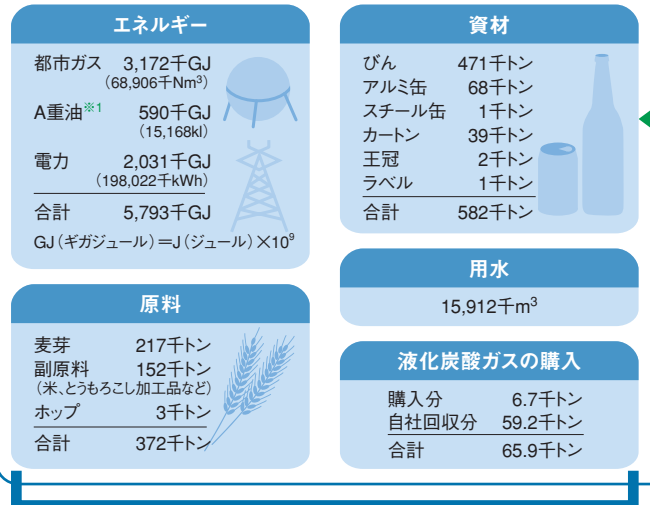 エネルギー
都市ガス 3,172千GJ
(68,906千Nm³)
A重油※1 590千GJ
(15,168kl)
電力 2,031千GJ
(198,022千kWh)
合計 5,793千GJ
GJ(ギガジュール)=J(ジュール)×10⁹
資材
びん 471千トン
アルミ缶 68千トン
スチール缶 1千トン
カートン 39千トン
王冠 2千トン
ラベル 1千トン
合計 582千トン
用水
15,912千m³
原料
麦芽 217千トン
副原料 152千トン
(米、とうもろこし加工品など)
ホップ 3千トン
合計 372千トン
液化炭酸ガスの購入
購入分 6.7千トン
自社回収分 59.2千トン
合計 65.9千トン